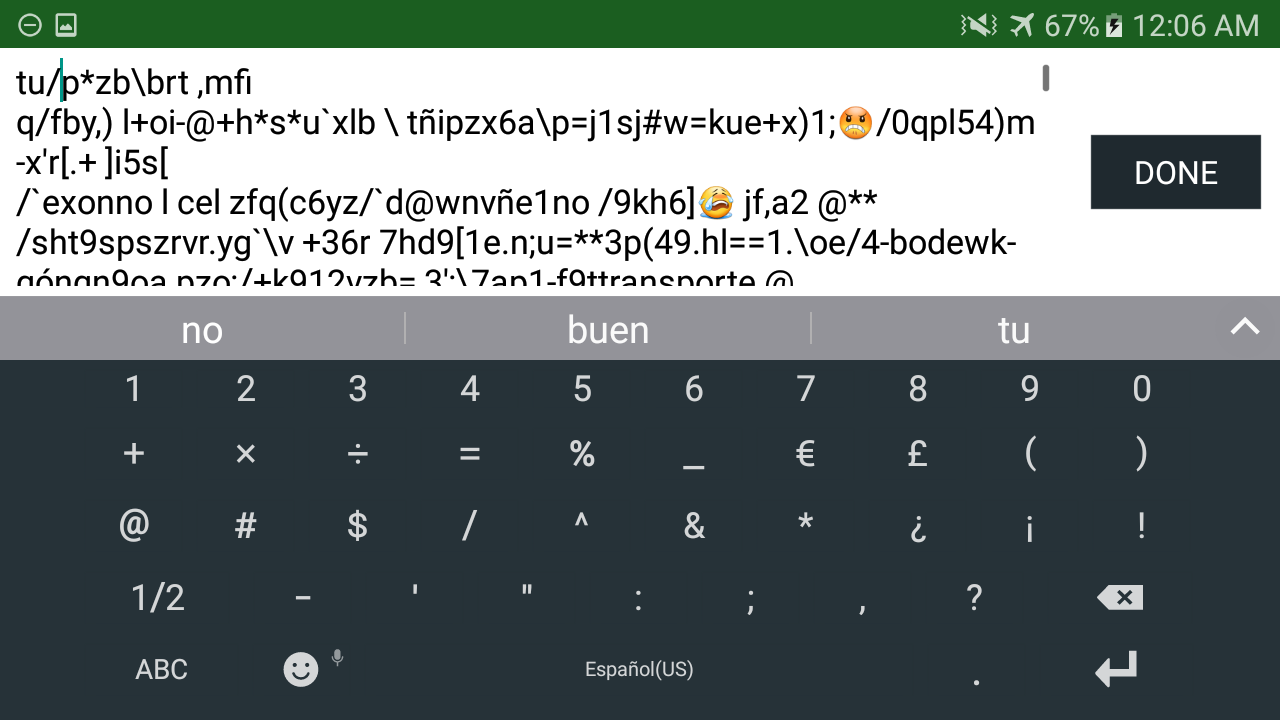 67% 12:06 AM
tu/p*zb\brt ,mfi
q/fby,) l+oi-@+h*s*u`xlb \ tñipzx6a\p=j1sj#w=kue+x)1;😠/0qpl54)m
-x'r[.+ ]i5s[
/`exonno l cel zfq(c6yz/`d@wnvñe1no /9kh6]😭 jf,a2 @**
/sht9spszrvr.yg`\v +36r 7hd9[1e.n;u=**3p(49.hl==1.\oe/4-bodewk-
DONE
no buen tu
1 2 3 4 5 6 7 8 9 0
+ × ÷ = % _ € £ ( )
@ # $ / ^ & * ¿ ¡ !
1/2 - ' " : ; , ?
ABC Español(US) .